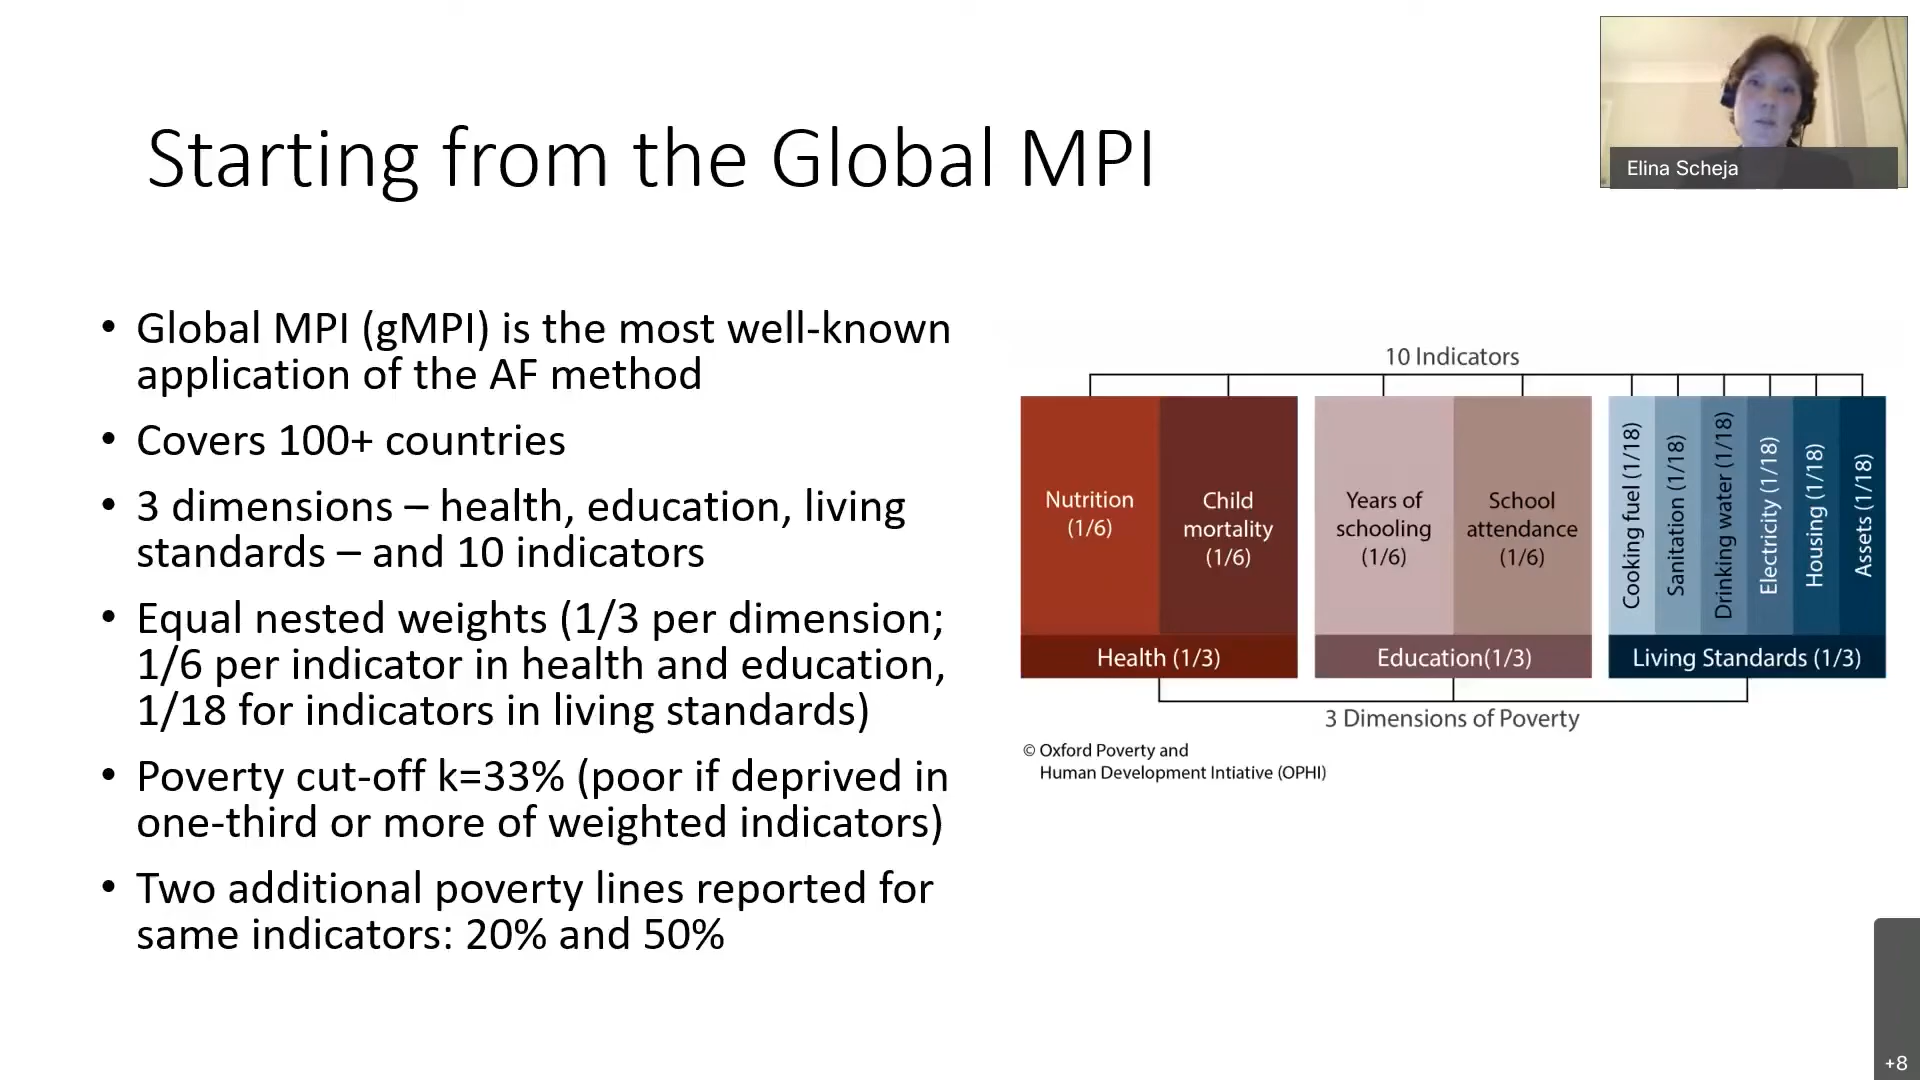 Starting from the Global MPI
Elina Scheja
• Global MPI (gMPI) is the most well-known
application of the AF method
• Covers 100+ countries
• 3 dimensions – health, education, living
standards – and 10 indicators
• Equal nested weights (1/3 per dimension;
1/6 per indicator in health and education,
1/18 for indicators in living standards)
• Poverty cut-off k=33% (poor if deprived in
one-third or more of weighted indicators)
• Two additional poverty lines reported for
same indicators: 20% and 50%
10 Indicators
Nutrition
(1/6)
Child
mortality
(1/6)
Years of
schooling
(1/6)
School
attendance
(1/6)
Cooking fuel (1/18)
Sanitation (1/18)
Drinking water (1/18)
Electricity (1/18)
Housing (1/18)
Assets (1/18)
Health (1/3)
Education(1/3)
Living Standards (1/3)
3 Dimensions of Poverty
© Oxford Poverty and
Human Development Intiative (OPHI)
+8